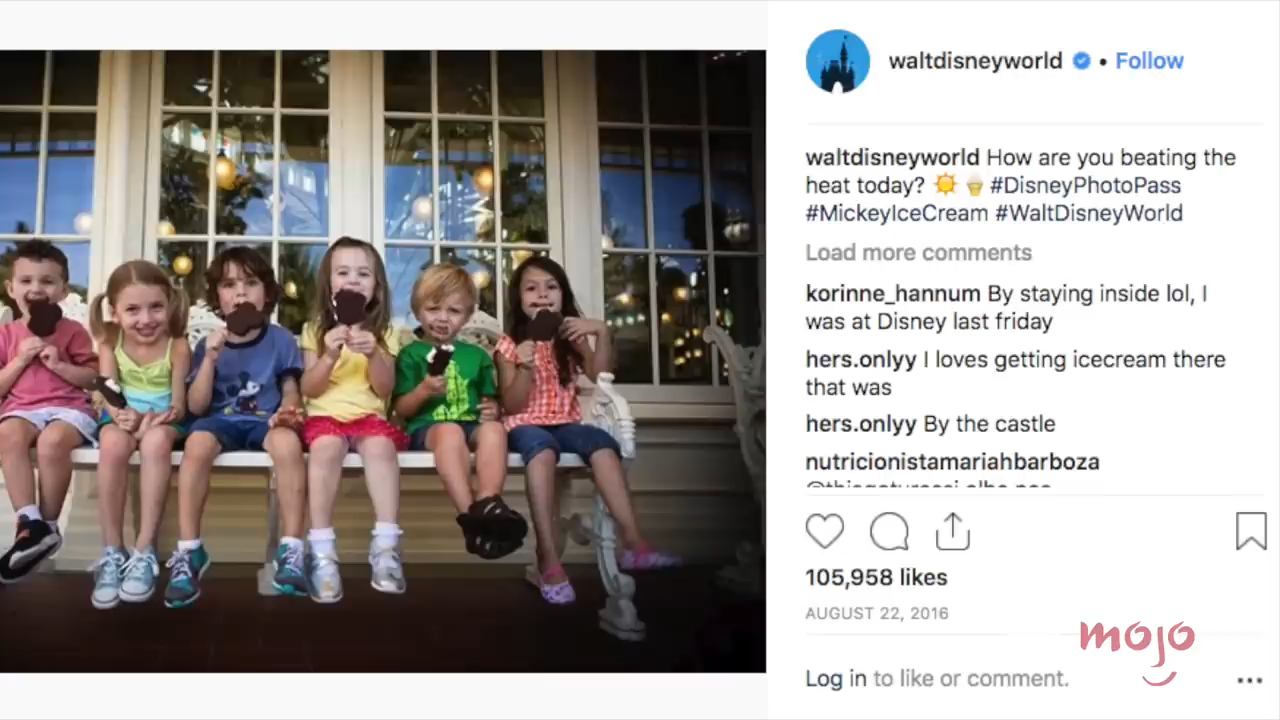 waltdisneyworld • Follow
waltdisneyworld How are you beating the
heat today? ☀️🍦 #DisneyPhotoPass
#MickeyIceCream #WaltDisneyWorld
Load more comments
korinne_hannum By staying inside lol, I
was at Disney last friday
hers.onlyy I loves getting icecream there
that was
hers.onlyy By the castle
nutricionistamariahbarboza
105,958 likes
AUGUST 22, 2016
mojo
Log in to like or comment.